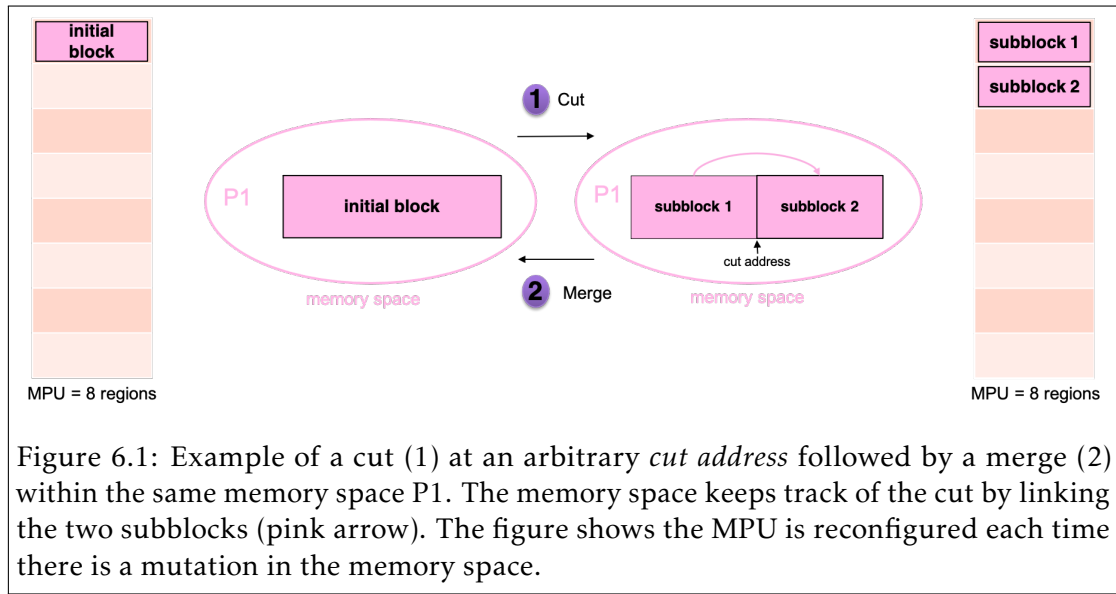 initial
block
MPU = 8 regions
1 Cut
P1
initial block
memory space
2 Merge
P1
subblock 1
subblock 2
cut address
memory space
subblock 1
subblock 2
MPU = 8 regions
Figure 6.1: Example of a cut (1) at an arbitrary cut address followed by a merge (2)
within the same memory space P1. The memory space keeps track of the cut by linking
the two subblocks (pink arrow). The figure shows the MPU is reconfigured each time
there is a mutation in the memory space.